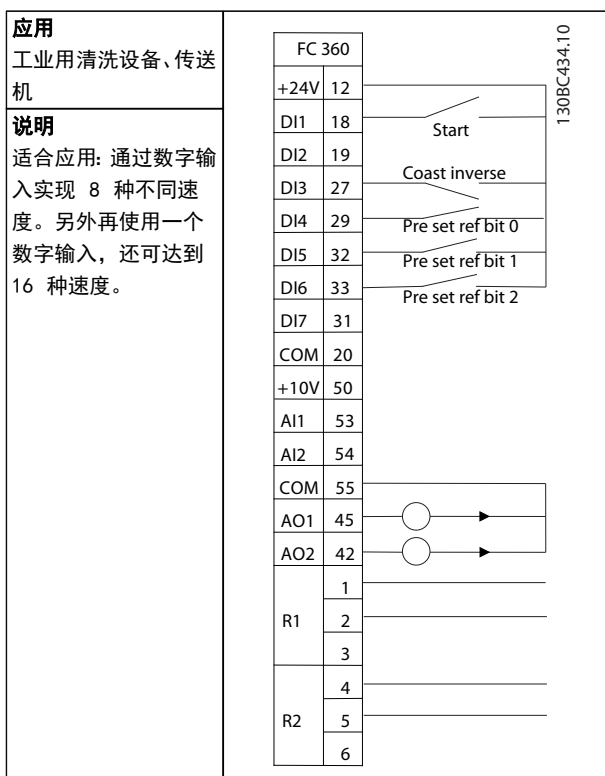 应用
工业用清洗设备、传送
机
说明
适合应用: 通过数字输
入实现 8 种不同速
度。另外再使用一个
数字输入，还可达到
16 种速度。
130BC434.10
FC 360
+24V 12
DI1 18
Start
DI2 19
Coast inverse
DI3 27
DI4 29
Pre set ref bit 0
DI5 32
Pre set ref bit 1
DI6 33
Pre set ref bit 2
DI7 31
COM 20
+10V 50
AI1 53
AI2 54
COM 55
AO1 45
AO2 42
1
R1 2
3
4
R2 5
6